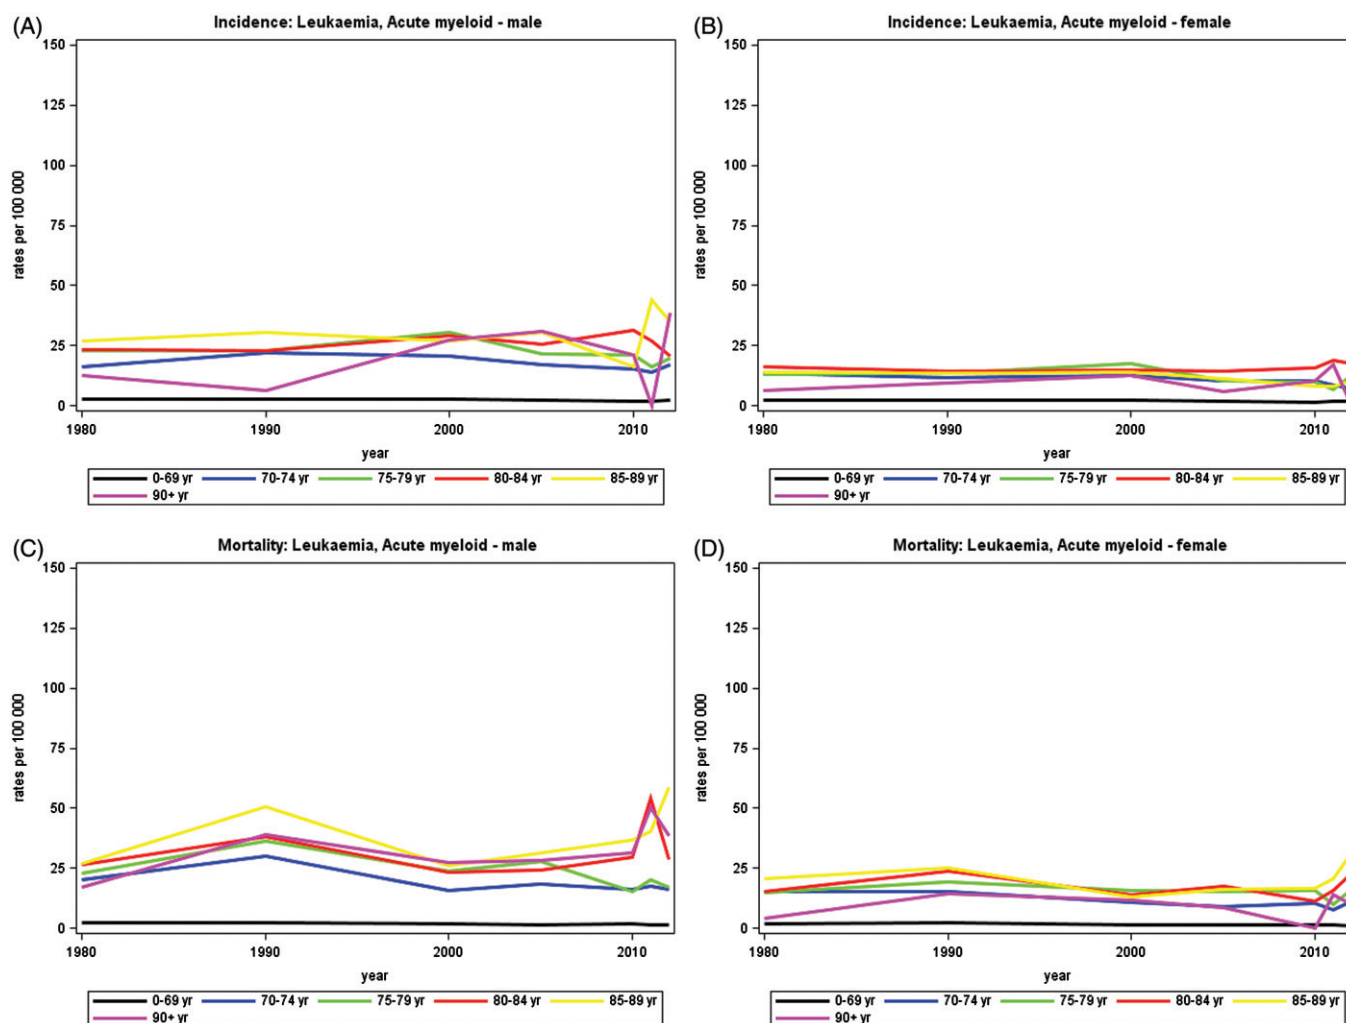 (A)
Incidence: Leukaemia, Acute myeloid - male
150
125
100
75
50
25
0
rates per 100 000
1980 1990 2000 2010
year
0-69 yr 70-74 yr 75-79 yr 80-84 yr 85-89 yr
90+ yr
(B)
Incidence: Leukaemia, Acute myeloid - female
150
125
100
75
50
25
0
rates per 100 000
1980 1990 2000 2010
year
0-69 yr 70-74 yr 75-79 yr 80-84 yr 85-89 yr
90+ yr
(C)
Mortality: Leukaemia, Acute myeloid - male
150
125
100
75
50
25
0
rates per 100 000
1980 1990 2000 2010
year
0-69 yr 70-74 yr 75-79 yr 80-84 yr 85-89 yr
90+ yr
(D)
Mortality: Leukaemia, Acute myeloid - female
150
125
100
75
50
25
0
rates per 100 000
1980 1990 2000 2010
year
0-69 yr 70-74 yr 75-79 yr 80-84 yr 85-89 yr
90+ yr